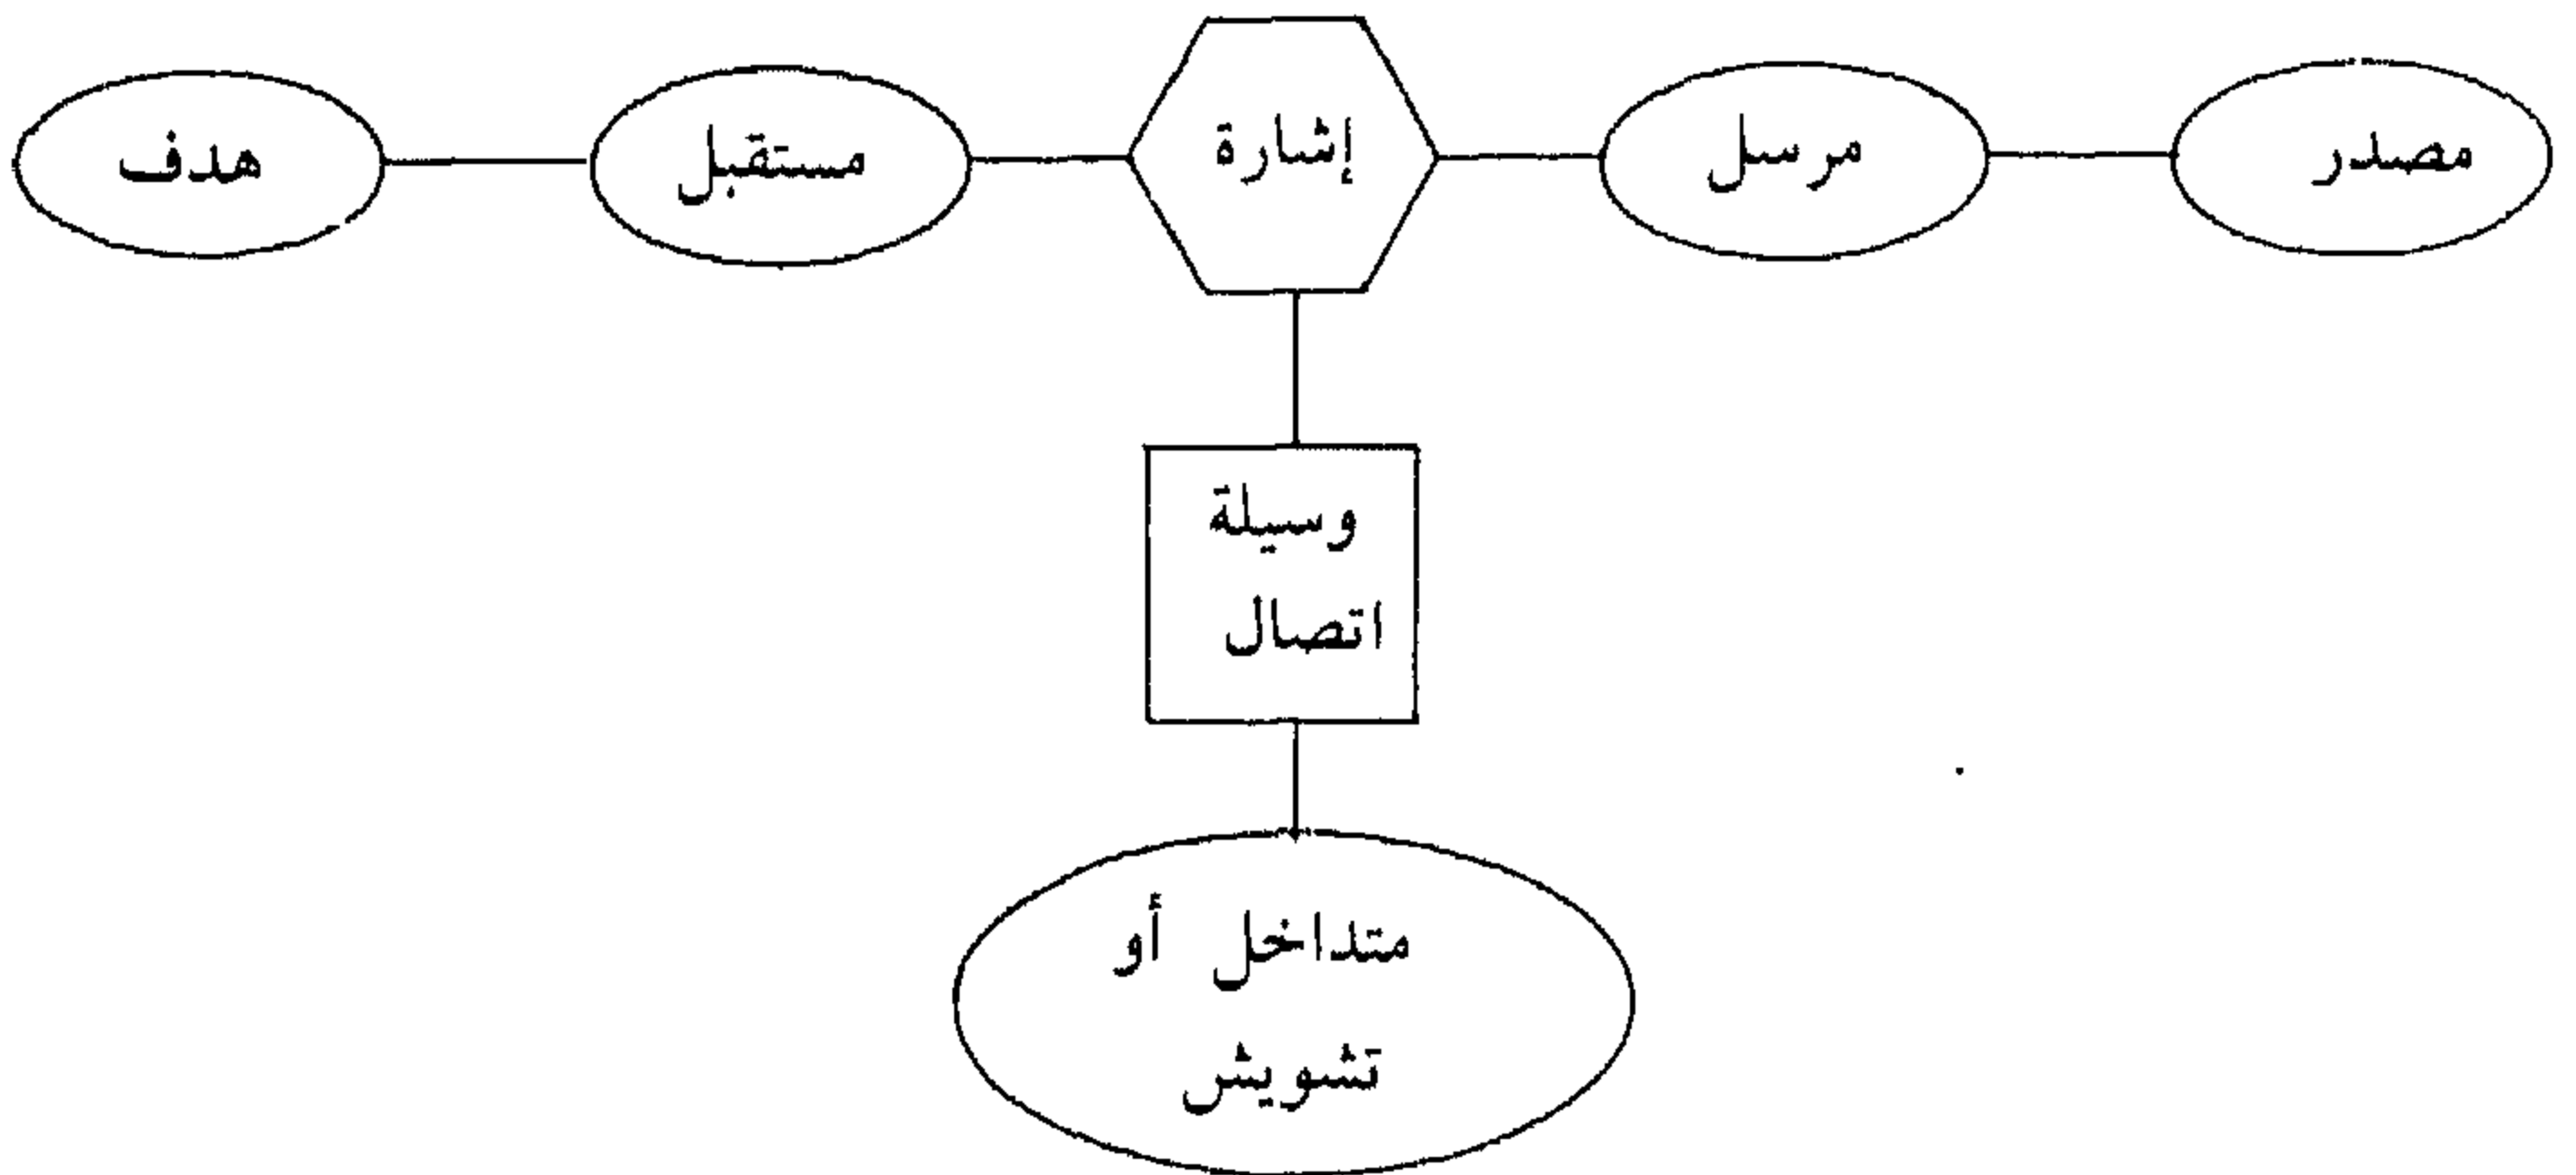 مصدر
مرسل
إشارة
مستقبل
هدف
وسيلة
اتصال
متداخل أو
تشويش